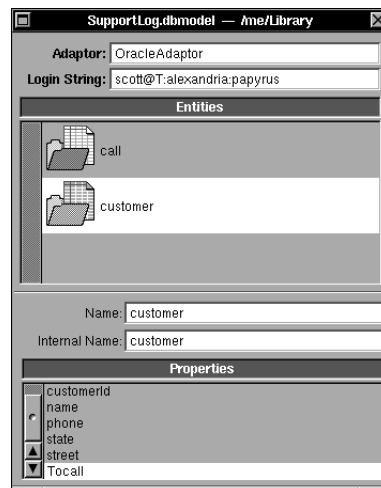 SupportLog.dbmodel — /me/Library
Adaptor: OracleAdaptor
Login String: scott@T:alexandria:papyrus
Entities
call
customer
Name: customer
Internal Name: customer
Properties
customerId
name
phone
state
street
Tocall